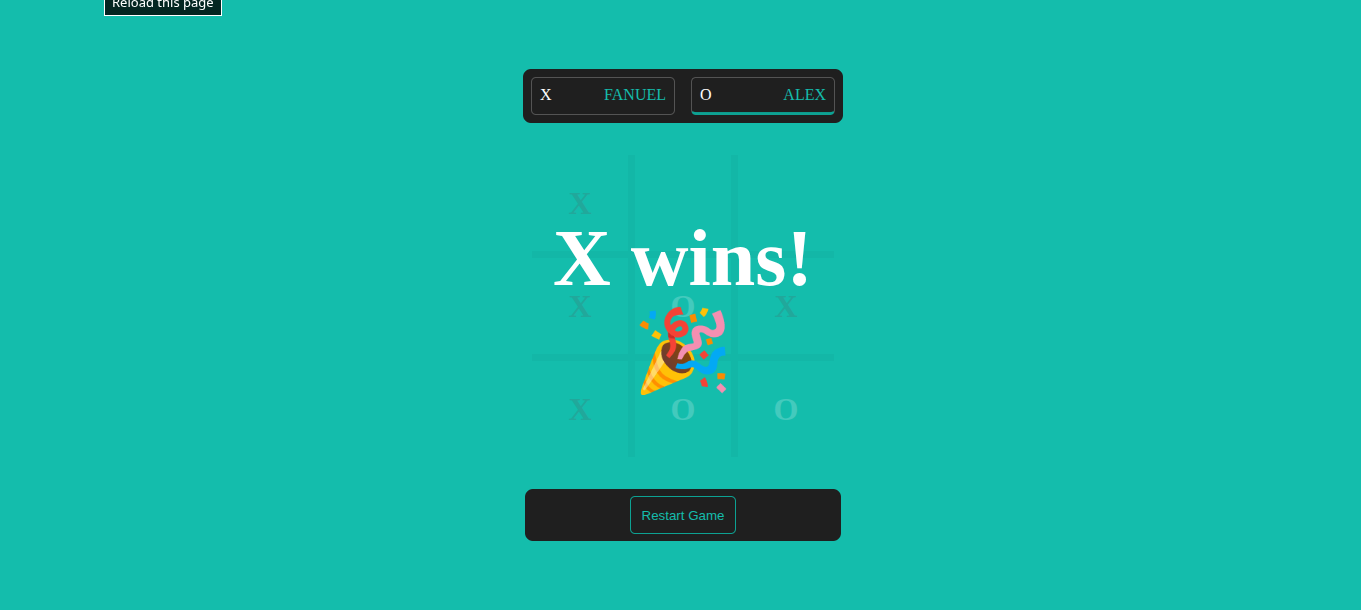 Reload this page
X FANUEL O ALEX
X
X wins!
X O X
X O O
Restart Game